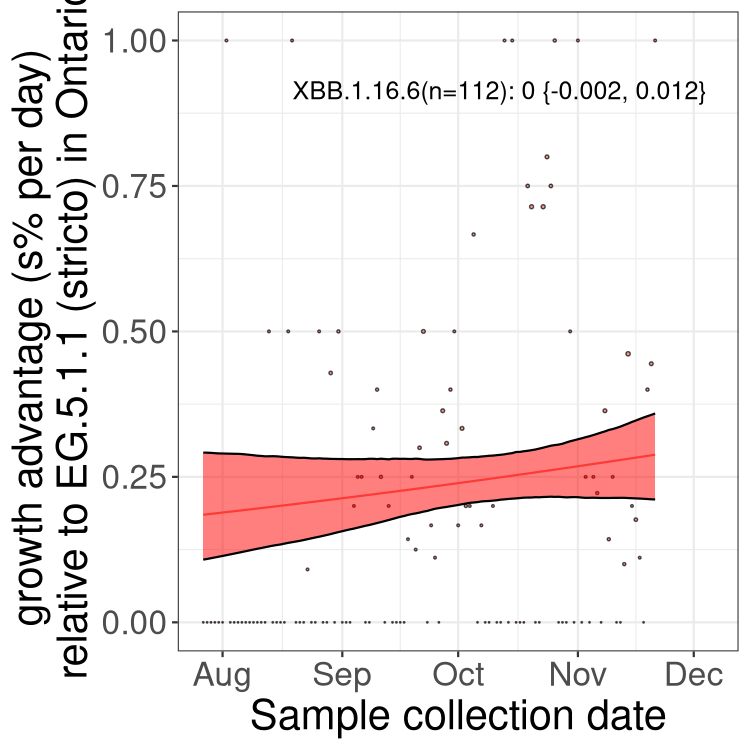 growth advantage (s% per day)
relative to EG.5.1.1 (stricto) in Ontario
1.00
XBB.1.16.6(n=112): 0 {-0.002, 0.012}
0.75
0.50
0.25
0.00
Aug Sep Oct Nov Dec
Sample collection date